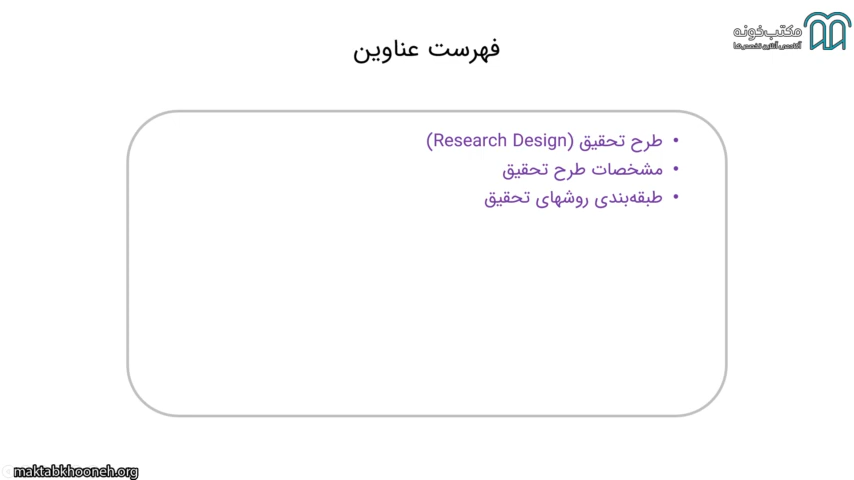 مکتب‌خونه
آکادمی آنلاین تخصص‌ها
فهرست عناوین
• طرح تحقیق (Research Design)
• مشخصات طرح تحقیق
• طبقه‌بندی روشهای تحقیق
maktabkhooneh.org